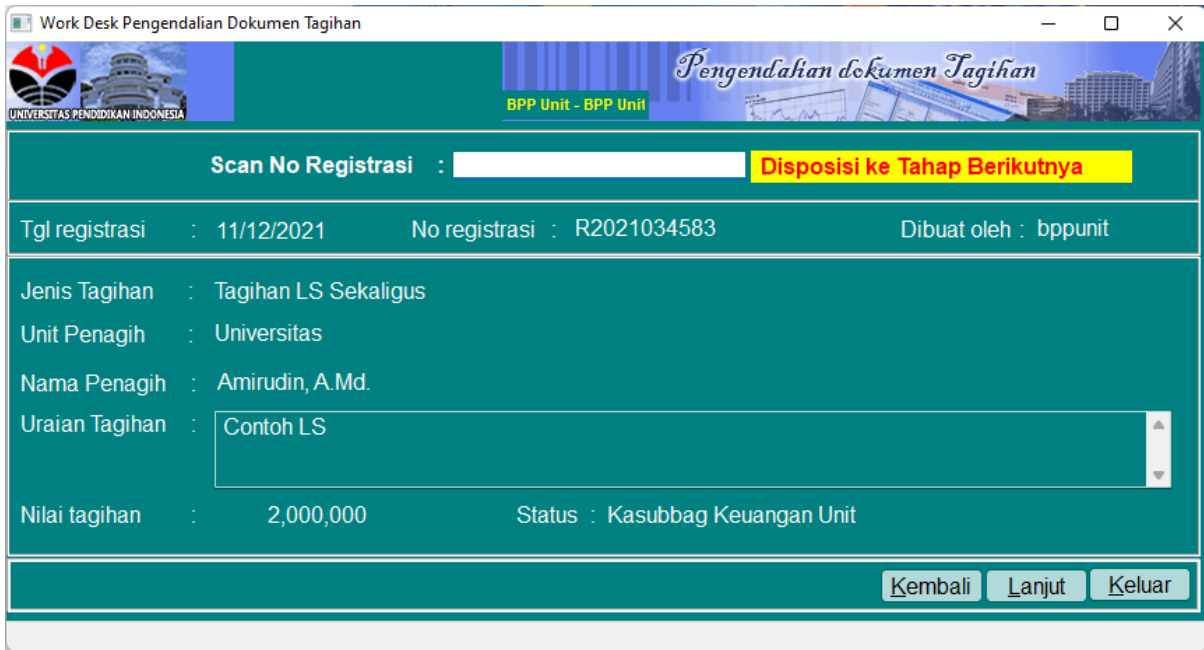 Work Desk Pengendalian Dokumen Tagihan
UNIVERSITAS PENDIDIKAN INDONESIA
Pengendalian dokumen Tagihan
BPP Unit - BPP Unit
Scan No Registrasi : Disposisi ke Tahap Berikutnya
Tgl registrasi : 11/12/2021 No registrasi : R2021034583 Dibuat oleh : bppunit
Jenis Tagihan : Tagihan LS Sekaligus
Unit Penagih : Universitas
Nama Penagih : Amirudin, A.Md.
Uraian Tagihan : Contoh LS
Nilai tagihan : 2,000,000 Status : Kasubbag Keuangan Unit
Kembali Lanjut Keluar